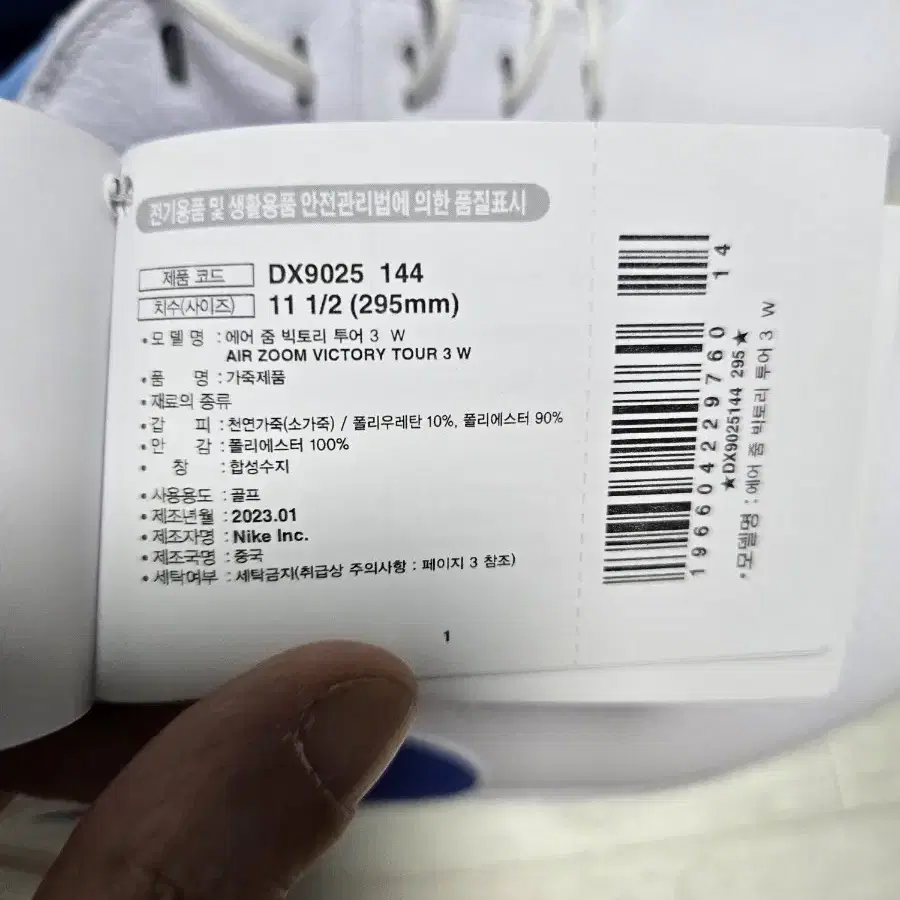 전기용품 및 생활용품 안전관리법에 의한 품질표시
제품 코드 DX9025 144
치수(사이즈) 11 1/2 (295mm)
• 모 델 명 : 에어 줌 빅토리 투어 3 W
AIR ZOOM VICTORY TOUR 3 W
• 품 명 : 가죽제품
• 재료의 종류
• 갑 피 : 천연가죽(소가죽) / 폴리우레탄 10%, 폴리에스터 90%
• 안 감 : 폴리에스터 100%
• 창 : 합성수지
• 사용용도 : 골프
• 제조년월 : 2023.01
• 제조자명 : Nike Inc.
• 제조국명 : 중국
• 세탁여부 : 세탁금지(취급상 주의사항 : 페이지 3 참조)
1
14
196604229760
★DX9025144 295★
• 모델명 : 에어 줌 빅토리 투어 3 W